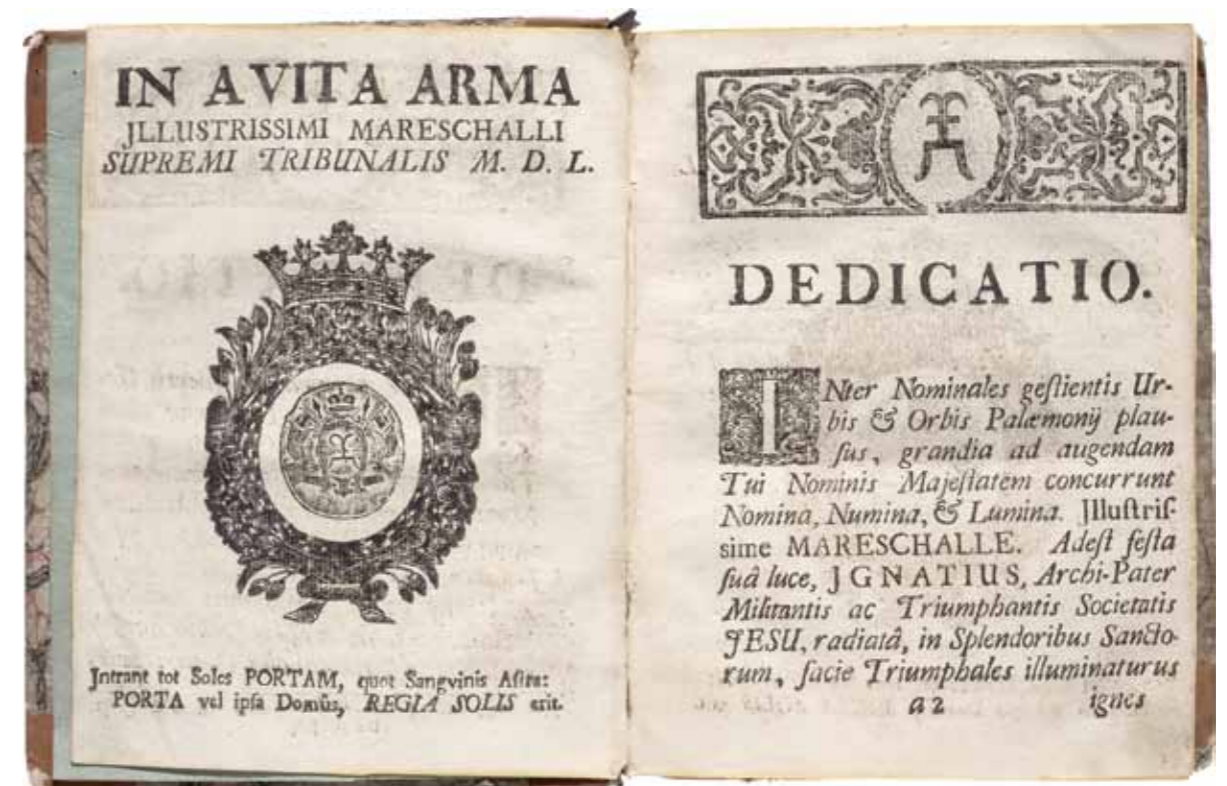 IN AVITA ARMA
JLLUSTRISSIMI MARESCHALLI
SUPREMI TRIBUNALIS M. D. L.
Jntrant tot Soles PORTAM, quot Sangvinis Aſtra:
PORTA vel ipſa Domûs, REGIA SOLIS erit.
DEDICATIO.
INter Nominales geſtientis Ur-
bis & Orbis Palæmonij plau-
ſus, grandia ad augendam
Tui Nominis Majeſtatem concurrunt
Nomina, Numina, & Lumina. Jlluſtriſ-
sime MARESCHALLE. Adeſt feſta
ſuâ luce, JGNATIUS, Archi-Pater
Militantis ac Triumphantis Societatis
JESU, radiatâ, in Splendoribus Sancto-
rum, facie Triumphales illuminaturus
a2 ignes